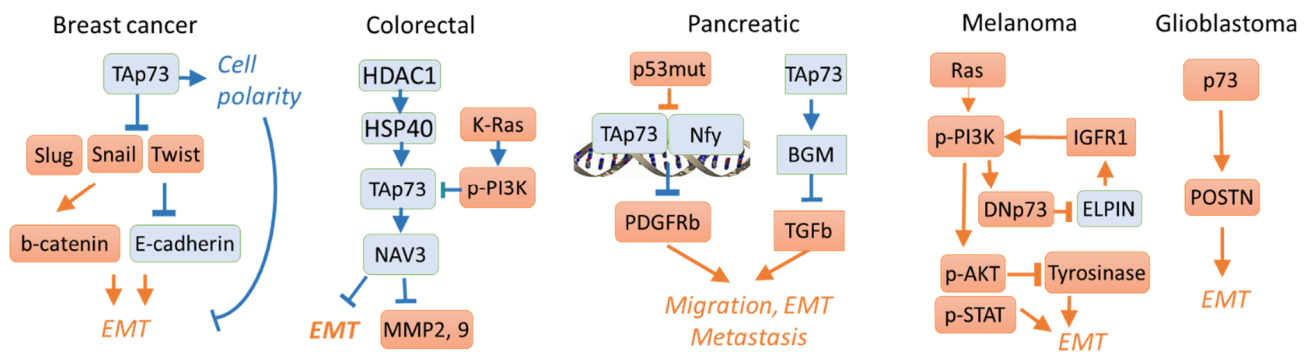 Breast cancer
TAp73
Cell
polarity
Slug
Snail
Twist
b-catenin
E-cadherin
EMT
Colorectal
HDAC1
HSP40
K-Ras
TAp73
p-PI3K
NAV3
EMT
MMP2, 9
Pancreatic
p53mut
TAp73
TAp73
Nfy
BGM
PDGFRb
TGFb
Migration, EMT
Metastasis
Melanoma
Ras
p-PI3K
IGFR1
DNp73
ELPIN
p-AKT
Tyrosinase
p-STAT
EMT
Glioblastoma
p73
POSTN
EMT